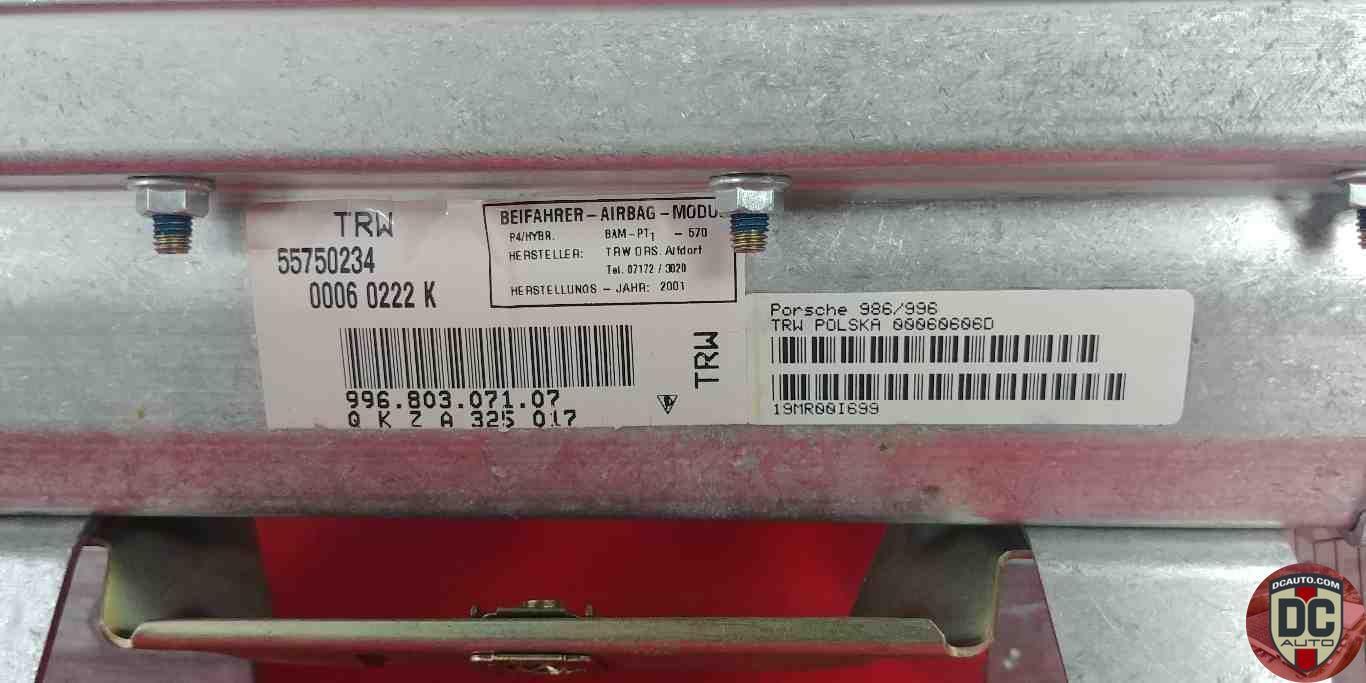 TRW
55750234
0006 0222 K
BEIFAHRER-AIRBAG-MODU
P4/HYBR. BAM-PT1 -570
HERSTELLER: TRW ORS. Alfdorf
Tel. 07172 / 3020
HERSTELLUNGS - JAHR: 2001
996.803.071.07
Q K Z A 325 017
TRW
Porsche 986/996
TRW POLSKA 00060606D
19MR00I699
DCAUTO.COM
DC
AUTO